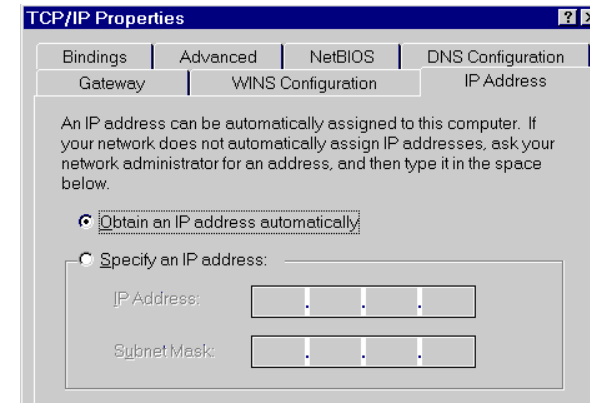 TCP/IP Properties
Bindings Advanced NetBIOS DNS Configuration
Gateway WINS Configuration IP Address
An IP address can be automatically assigned to this computer. If
your network does not automatically assign IP addresses, ask your
network administrator for an address, and then type it in the space
below.
Obtain an IP address automatically
Specify an IP address:
IP Address: . . .
Subnet Mask: . . .